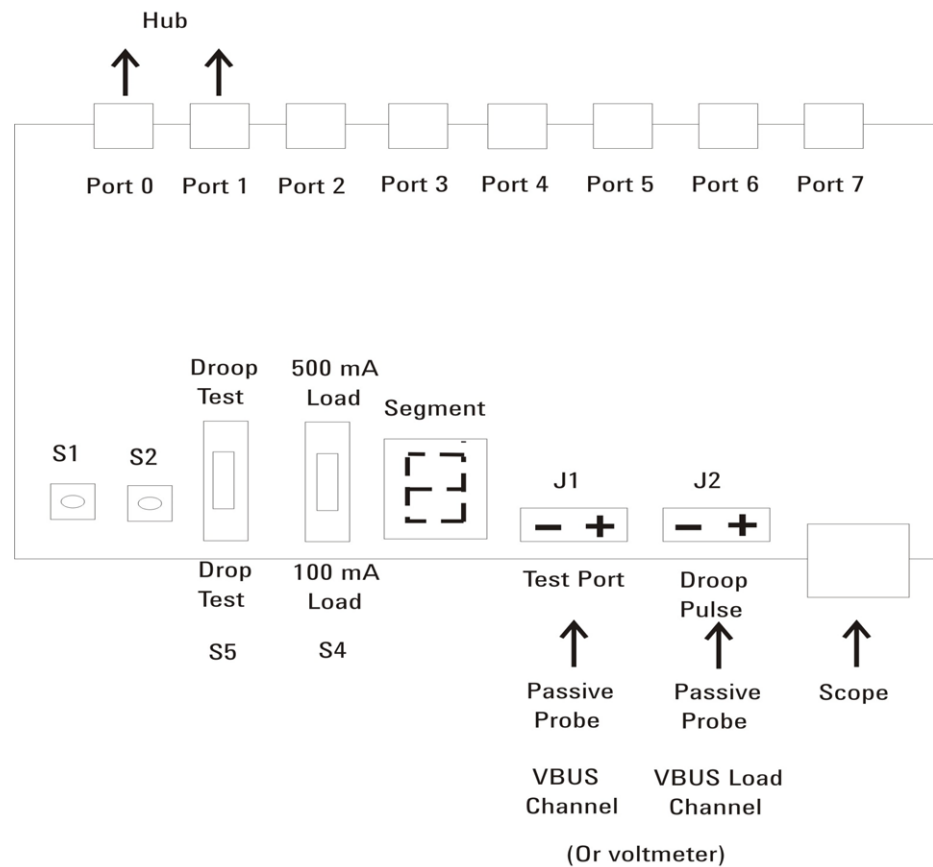 Hub
Port 0 Port 1 Port 2 Port 3 Port 4 Port 5 Port 6 Port 7
Droop
Test
500 mA
Load
Segment
S1
S2
J1
J2
− +
− +
Drop
Test
100 mA
Load
Test Port
Droop
Pulse
S5
S4
Passive
Probe
Passive
Probe
Scope
VBUS
Channel
VBUS Load
Channel
(Or voltmeter)